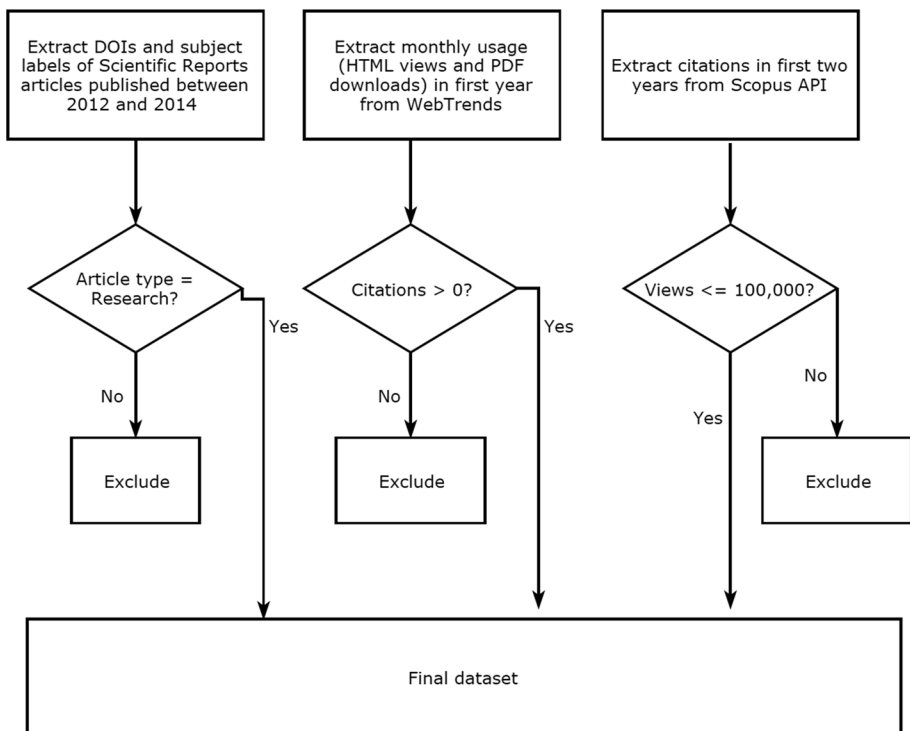 Extract DOIs and subject
labels of Scientific Reports
articles published between
2012 and 2014
Extract monthly usage
(HTML views and PDF
downloads) in first year
from WebTrends
Extract citations in first two
years from Scopus API
Article type =
Research?
Citations > 0?
Views <= 100,000?
Yes
Yes
No
No
No
Yes
Exclude
Exclude
Exclude
Final dataset